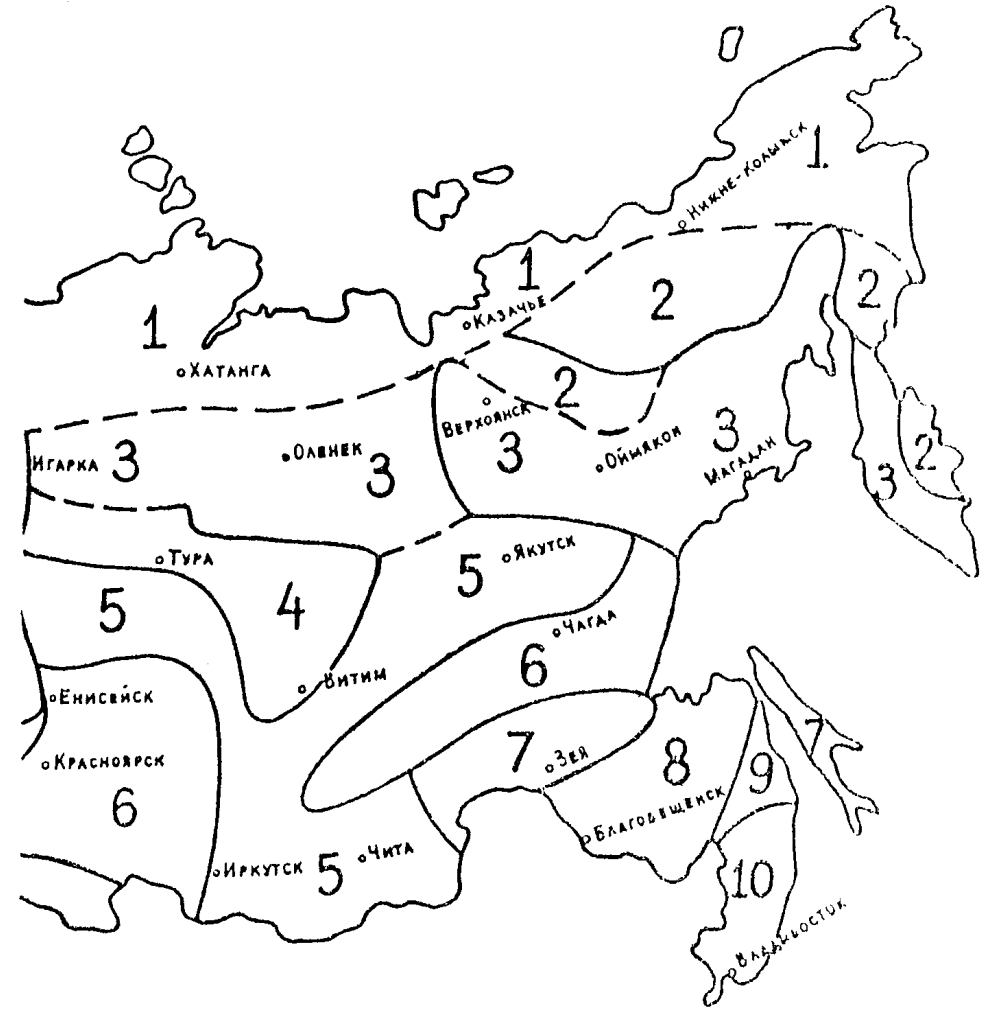 НИЖНЕ-КОЛЫМСК
1
1
2
2
КАЗАЧЬЕ
1
ХАТАНГА
2
ВЕРХОЯНСК
ИГАРКА 3
ОЛЕНЕК
3
3
ОЙМЯКОН
3
МАГАДАН
2
3
ТУРА
5
ЯКУТСК
5
4
ЧАГДА
6
ВИТИМ
ЕНИСЕЙСК
7
7
ЗЕЯ
8
9
КРАСНОЯРСК
6
БЛАГОВЕЩЕНСК
ИРКУТСК
5
ЧИТА
10
ВЛАДИВОСТОК